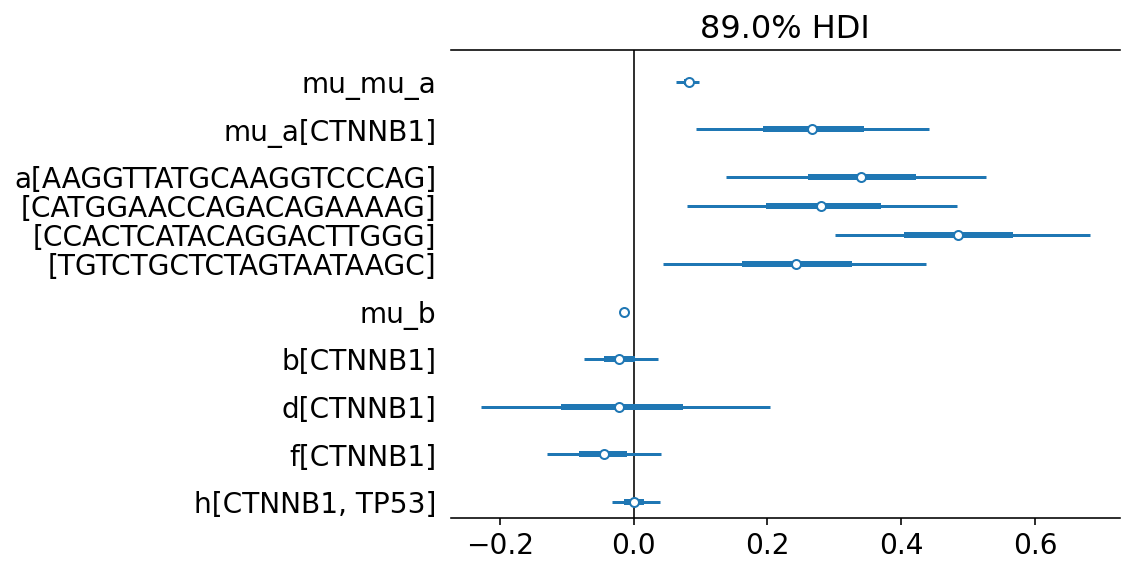 89.0% HDI
mu_mu_a
mu_a[CTNNB1]
a[AAGGTTATGCAAGGTCCCAG]
[CATGGAACCAGACAGAAAAG]
[CCACTCATACAGGACTTGGG]
[TGTCTGCTCTAGTAATAAGC]
mu_b
b[CTNNB1]
d[CTNNB1]
f[CTNNB1]
h[CTNNB1, TP53]
−0.2 0.0 0.2 0.4 0.6